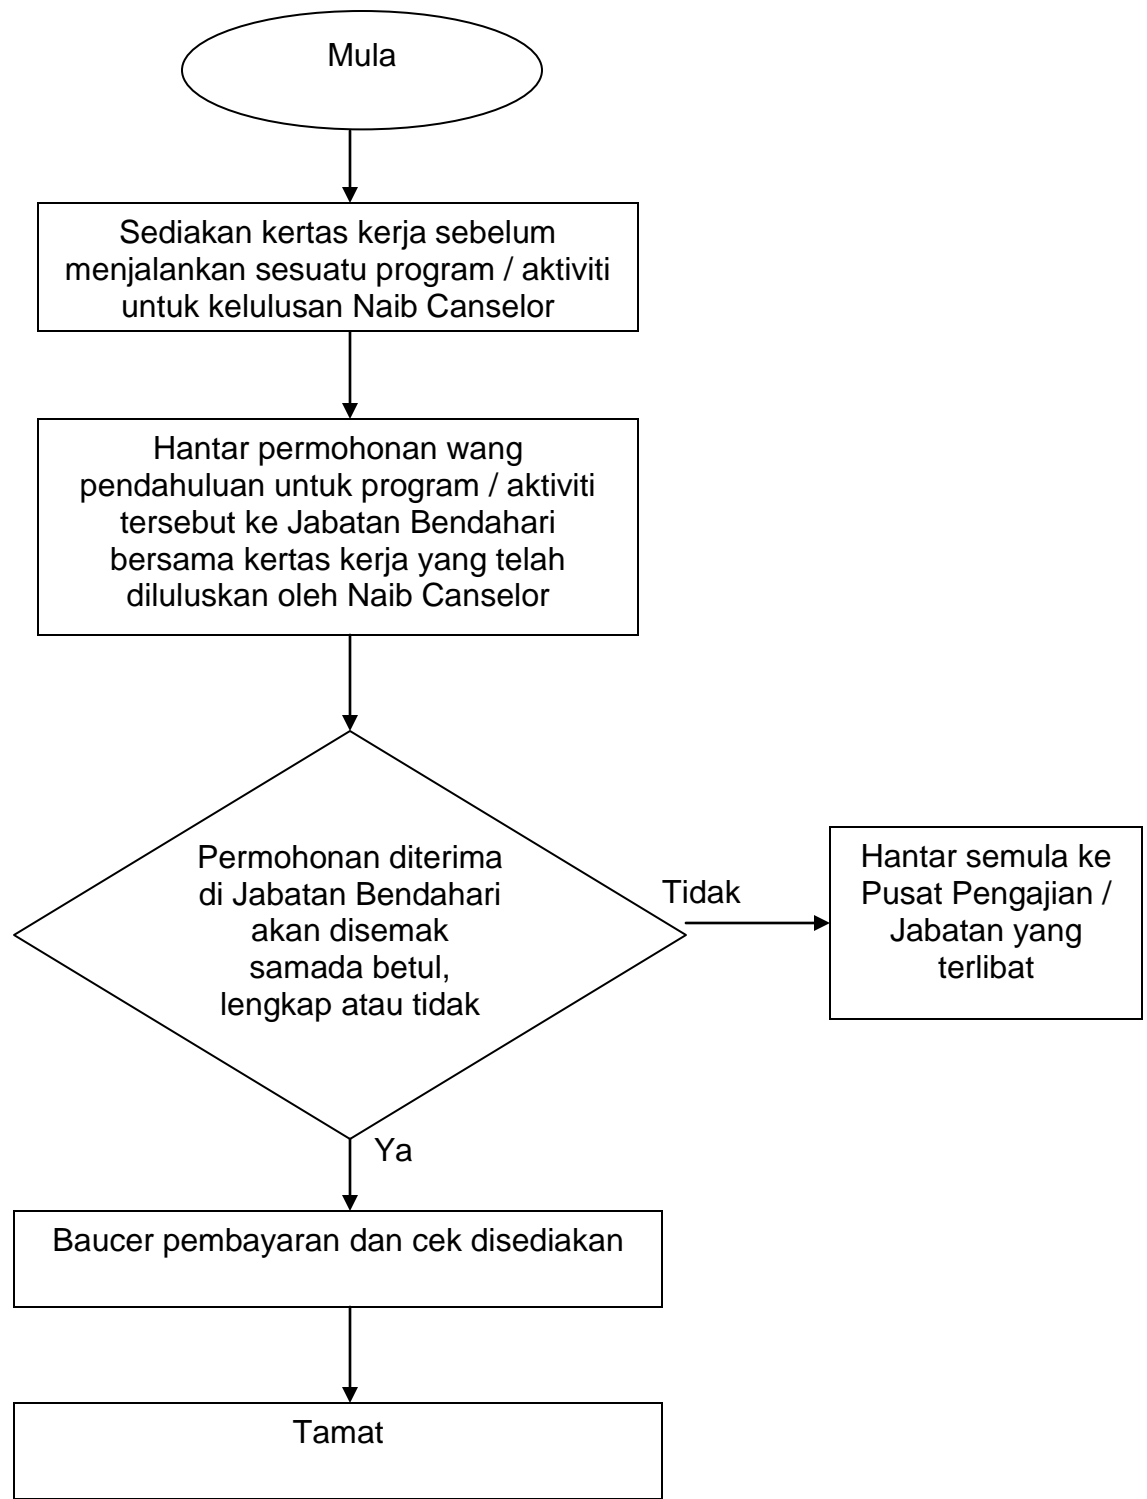 Mula
Sediakan kertas kerja sebelum
menjalankan sesuatu program / aktiviti
untuk kelulusan Naib Canselor
Hantar permohonan wang
pendahuluan untuk program / aktiviti
tersebut ke Jabatan Bendahari
bersama kertas kerja yang telah
diluluskan oleh Naib Canselor
Permohonan diterima
di Jabatan Bendahari
akan disemak
samada betul,
lengkap atau tidak
Tidak
Hantar semula ke
Pusat Pengajian /
Jabatan yang
terlibat
Ya
Baucer pembayaran dan cek disediakan
Tamat